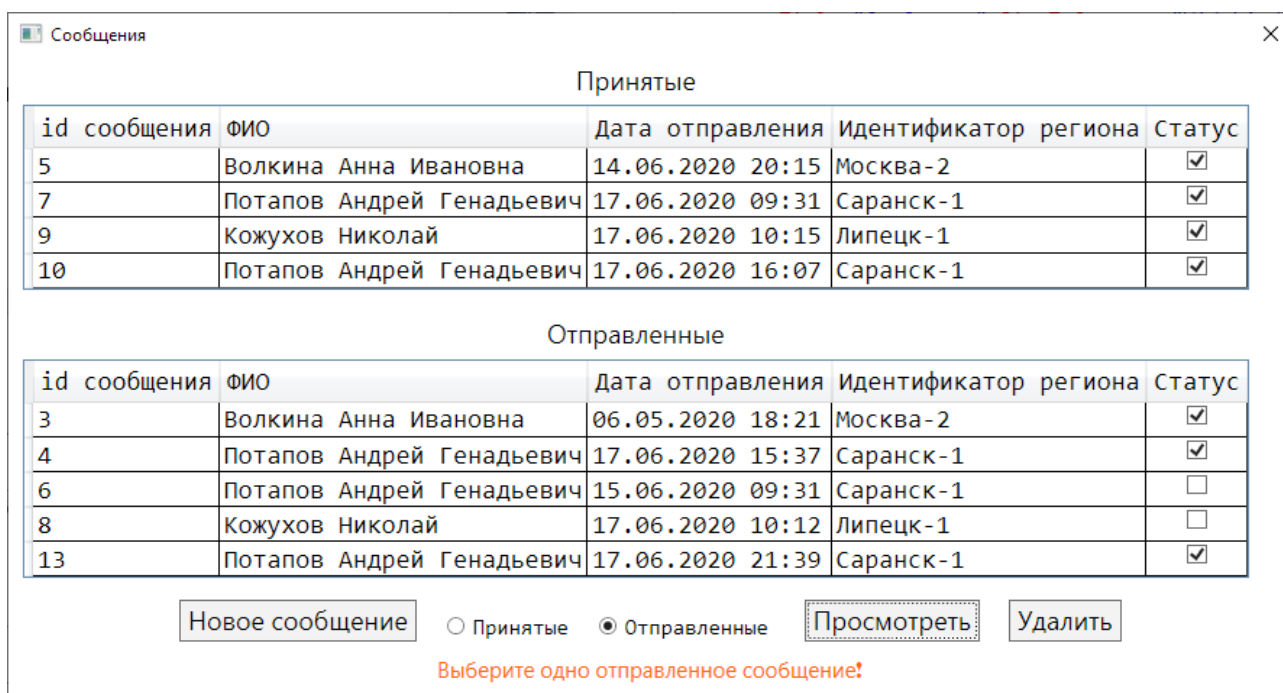 Сообщения
Принятые
id сообщения ФИО Дата отправления Идентификатор региона Статус
5 Волкина Анна Ивановна 14.06.2020 20:15 Москва-2
7 Потапов Андрей Генадьевич 17.06.2020 09:31 Саранск-1
9 Кожухов Николай 17.06.2020 10:15 Липецк-1
10 Потапов Андрей Генадьевич 17.06.2020 16:07 Саранск-1
Отправленные
id сообщения ФИО Дата отправления Идентификатор региона Статус
3 Волкина Анна Ивановна 06.05.2020 18:21 Москва-2
4 Потапов Андрей Генадьевич 17.06.2020 15:37 Саранск-1
6 Потапов Андрей Генадьевич 15.06.2020 09:31 Саранск-1
8 Кожухов Николай 17.06.2020 10:12 Липецк-1
13 Потапов Андрей Генадьевич 17.06.2020 21:39 Саранск-1
Новое сообщение Принятые Отправленные Просмотреть Удалить
Выберите одно отправленное сообщение!